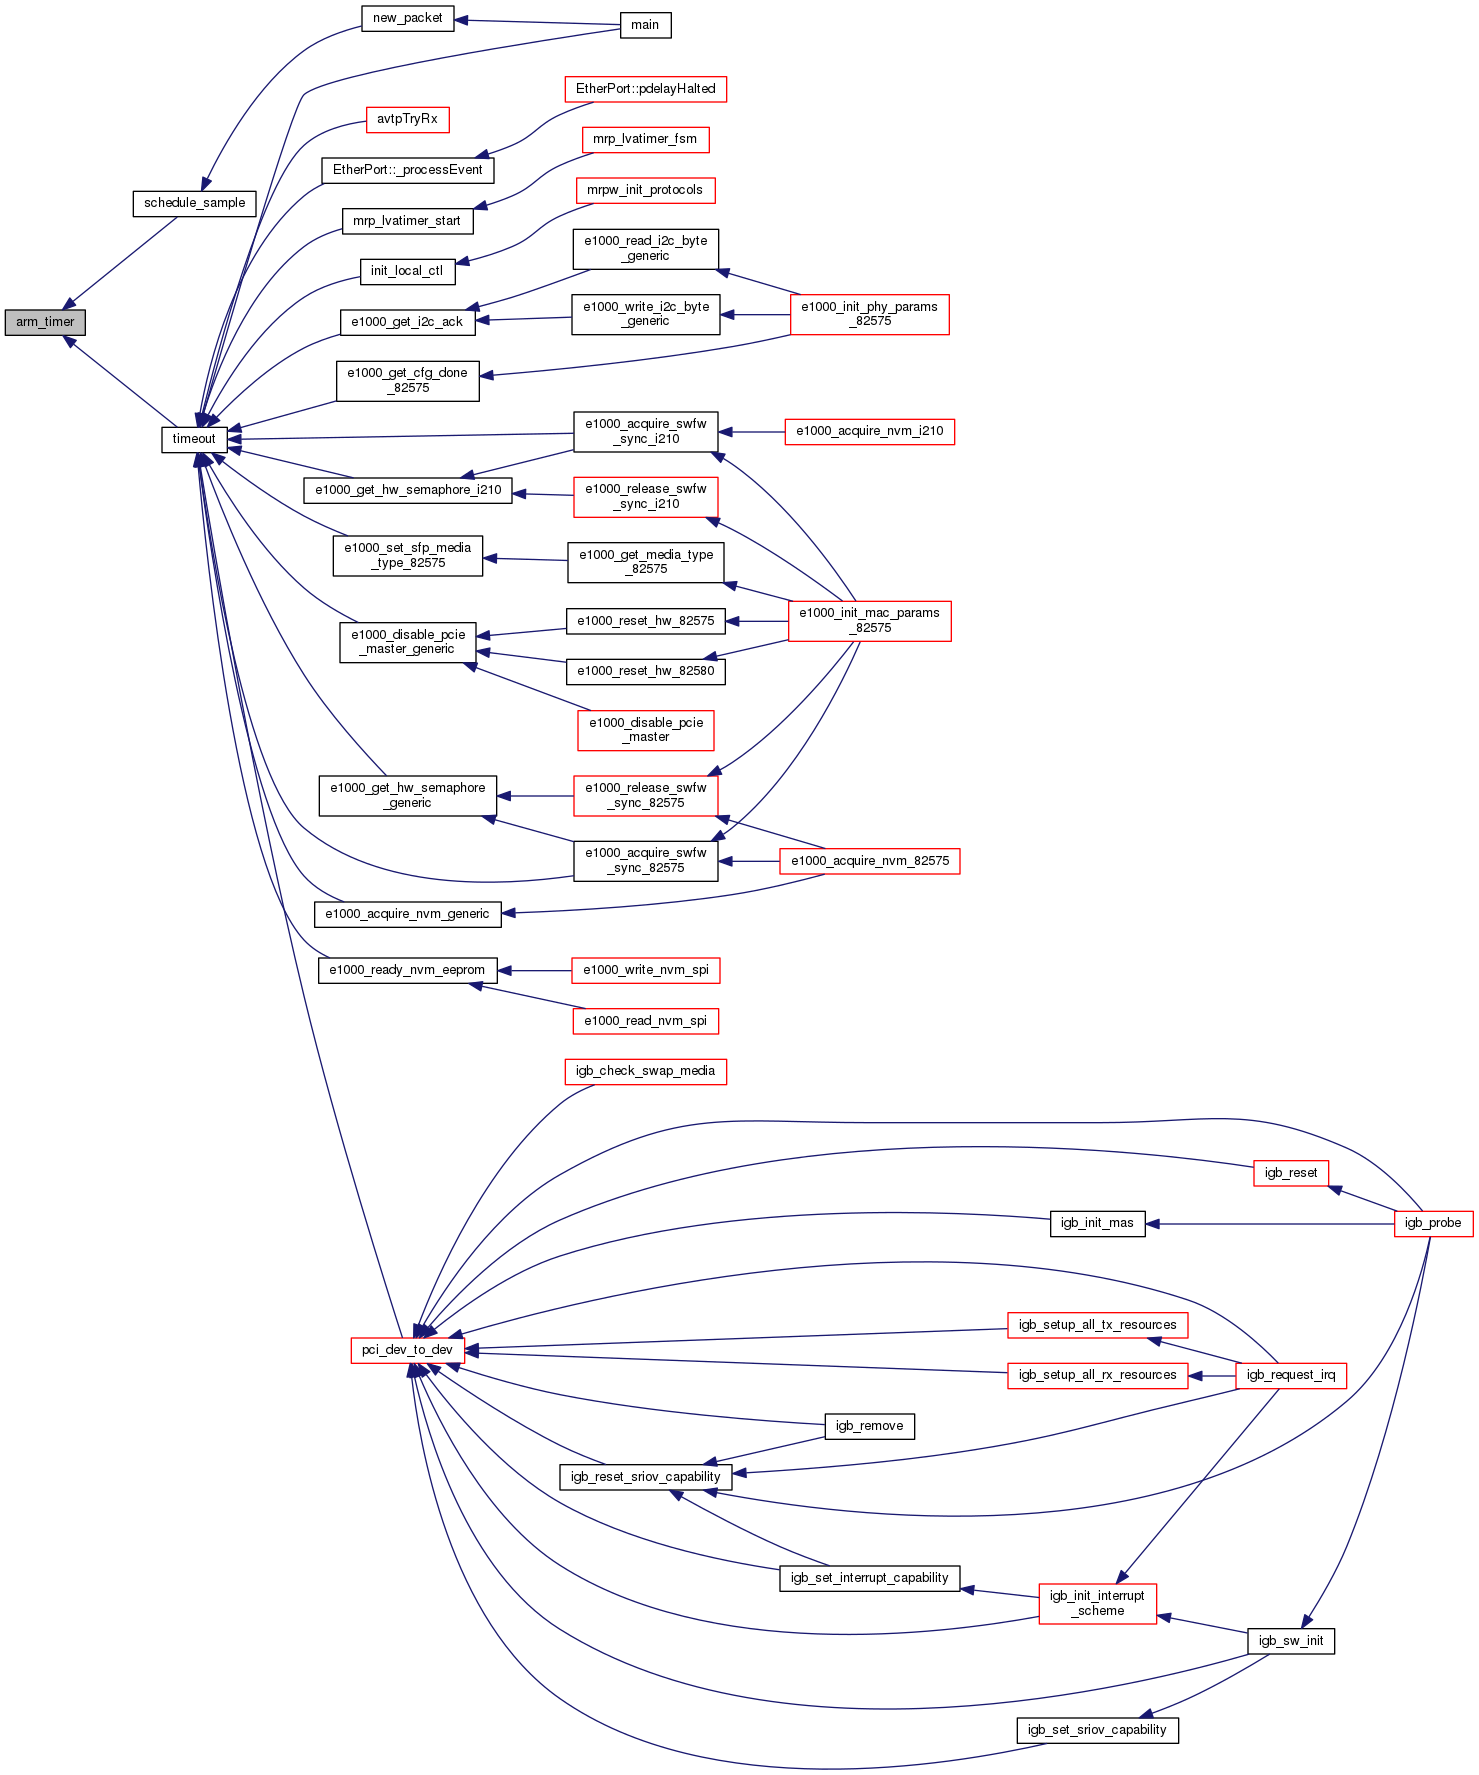 new_packet
main
EtherPort::pdelayHalted
avtpTryRx
mrp_lvatimer_fsm
EtherPort::_processEvent
mrpw_init_protocols
schedule_sample
mrp_lvatimer_start
e1000_read_i2c_byte
_generic
init_local_ctl
e1000_write_i2c_byte
_generic
e1000_init_phy_params
_82575
arm_timer
e1000_get_i2c_ack
e1000_get_cfg_done
_82575
timeout
e1000_acquire_swfw
_sync_i210
e1000_acquire_nvm_i210
e1000_get_hw_semaphore_i210
e1000_release_swfw
_sync_i210
e1000_set_sfp_media
_type_82575
e1000_get_media_type
_82575
e1000_init_mac_params
_82575
e1000_disable_pcie
_master_generic
e1000_reset_hw_82575
e1000_reset_hw_82580
e1000_disable_pcie
_master
e1000_get_hw_semaphore
_generic
e1000_release_swfw
_sync_82575
e1000_acquire_swfw
_sync_82575
e1000_acquire_nvm_82575
e1000_acquire_nvm_generic
e1000_ready_nvm_eeprom
e1000_write_nvm_spi
e1000_read_nvm_spi
igb_check_swap_media
igb_reset
igb_init_mas
igb_probe
pci_dev_to_dev
igb_setup_all_tx_resources
igb_setup_all_rx_resources
igb_request_irq
igb_remove
igb_reset_sriov_capability
igb_set_interrupt_capability
igb_init_interrupt
_scheme
igb_sw_init
igb_set_sriov_capability